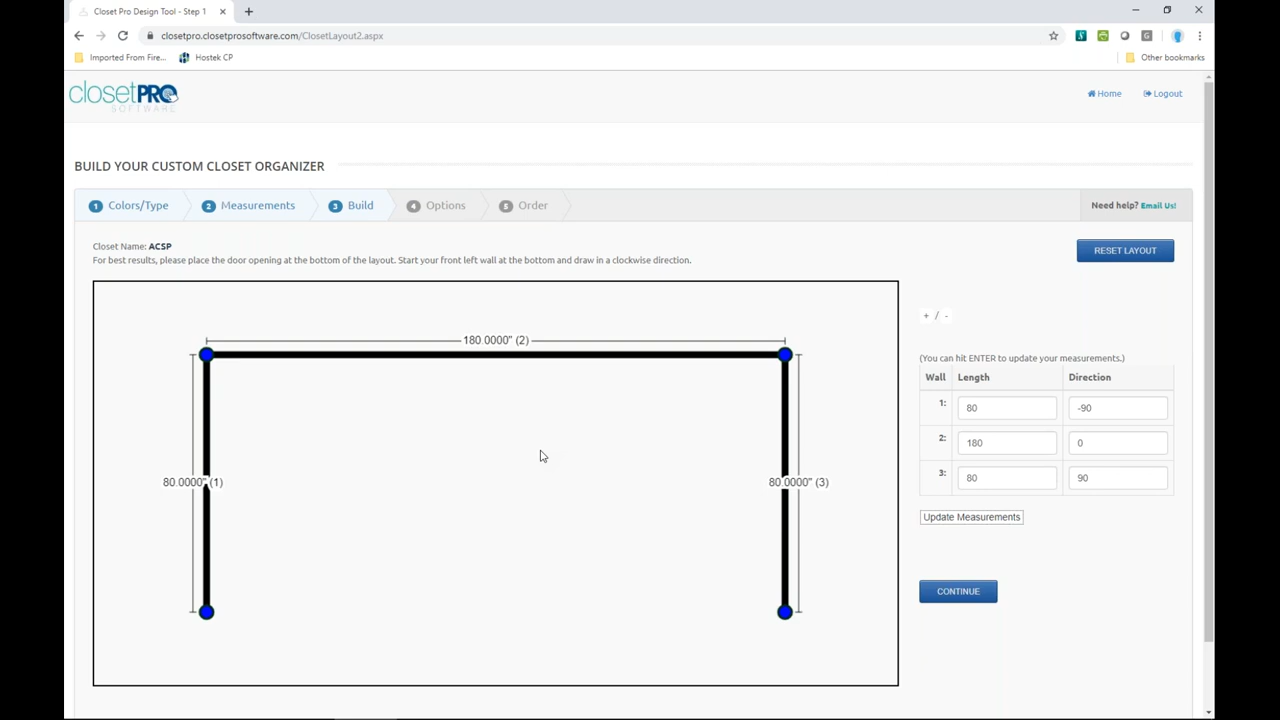 Closet Pro Design Tool - Step 1
closetpro.closetprosoftware.com/ClosetLayout2.aspx
Imported From Fire... Hostek CP Other bookmarks
closetPRO
SOFTWARE
Home Logout
BUILD YOUR CUSTOM CLOSET ORGANIZER
1 Colors/Type 2 Measurements 3 Build 4 Options 5 Order Need help? Email Us!
Closet Name: ACSP
For best results, please place the door opening at the bottom of the layout. Start your front left wall at the bottom and draw in a clockwise direction.
RESET LAYOUT
+ / -
180.0000" (2)
80.0000" (1)
80.0000" (3)
(You can hit ENTER to update your measurements.)
Wall Length Direction
1: 80 -90
2: 180 0
3: 80 90
Update Measurements
CONTINUE